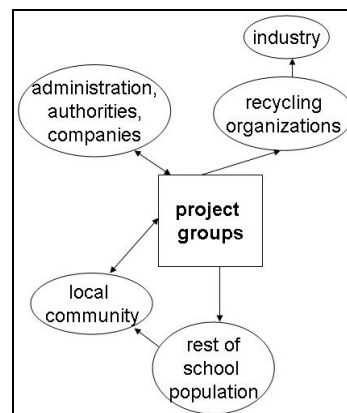 industry
administration,
authorities,
companies
recycling
organizations
project
groups
local
community
rest of
school
population